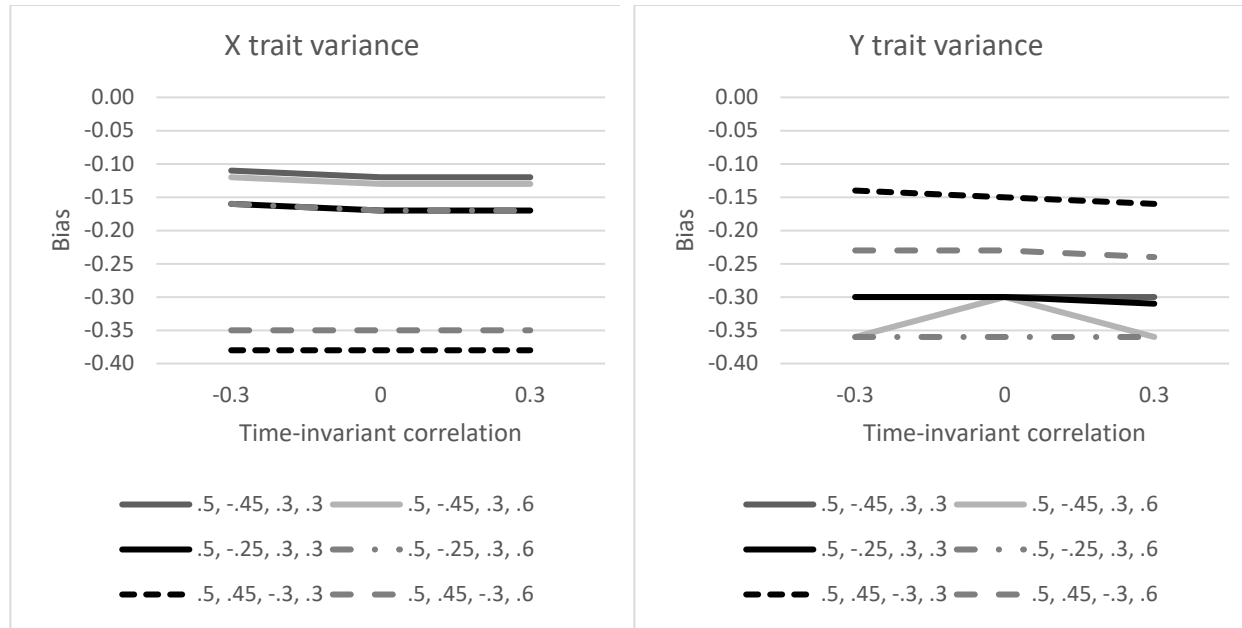 X trait variance
0.00
-0.05
-0.10
-0.15
-0.20
-0.25
-0.30
-0.35
-0.40
Bias
-0.3 0 0.3
Time-invariant correlation
.5, -.45, .3, .3 .5, -.45, .3, .6
.5, -.25, .3, .3 .5, -.25, .3, .6
.5, .45, -.3, .3 .5, .45, -.3, .6
Y trait variance
0.00
-0.05
-0.10
-0.15
-0.20
-0.25
-0.30
-0.35
-0.40
Bias
-0.3 0 0.3
Time-invariant correlation
.5, -.45, .3, .3 .5, -.45, .3, .6
.5, -.25, .3, .3 .5, -.25, .3, .6
.5, .45, -.3, .3 .5, .45, -.3, .6